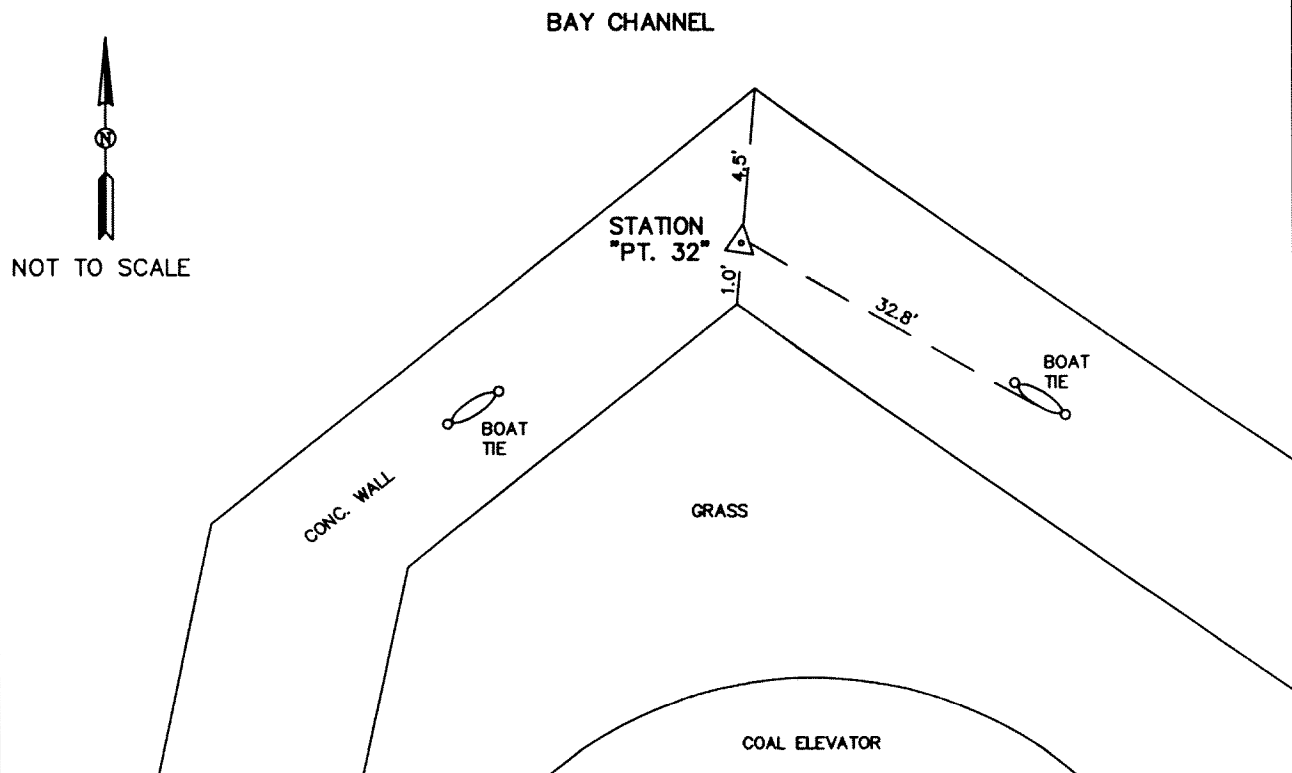 BAY CHANNEL
N
NOT TO SCALE
4.5'
STATION
"PT. 32"
1.0'
32.8'
BOAT
TIE
BOAT
TIE
CONC. WALL
GRASS
COAL ELEVATOR